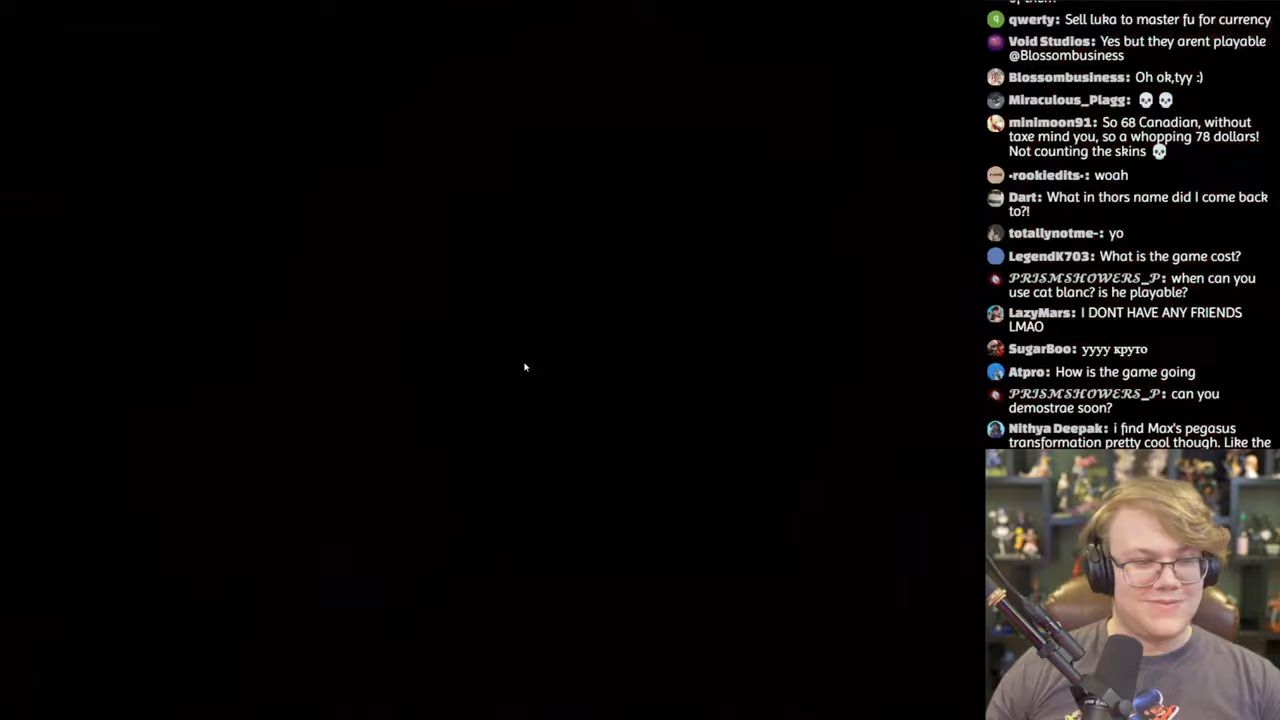 qwerty: Sell luka to master fu for currency
Void Studios: Yes but they arent playable
@Blossombusiness
Blossombusiness: Oh ok,tyy :)
Miraculous_Plagg: 💀 💀
minimoon91: So 68 Canadian, without
taxe mind you, so a whopping 78 dollars!
Not counting the skins 💀
•rookiedits•: woah
Dart: What in thors name did I come back
to?!
totallynotme-: yo
LegendK703: What is the game cost?
𝓟𝓡𝓘𝓢𝓜𝓢𝓗𝓞𝓦𝓔𝓡𝓢_𝓟: when can you
use cat blanc? is he playable?
LazyMars: I DONT HAVE ANY FRIENDS
LMAO
SugarBoo: уууу круто
Atpro: How is the game going
𝓟𝓡𝓘𝓢𝓜𝓢𝓗𝓞𝓦𝓔𝓡𝓢_𝓟: can you
demostrae soon?
Nithya Deepak: i find Max's pegasus
transformation pretty cool though. Like the